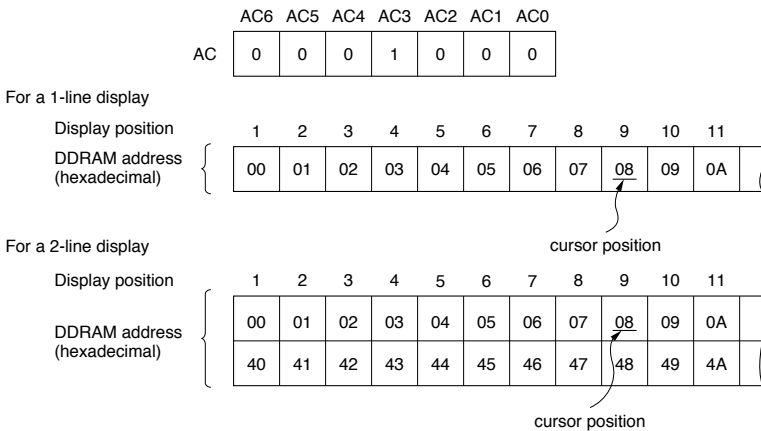 AC6 AC5 AC4 AC3 AC2 AC1 AC0
AC 0 0 0 1 0 0 0
For a 1-line display
Display position 1 2 3 4 5 6 7 8 9 10 11
DDRAM address (hexadecimal) 00 01 02 03 04 05 06 07 08 09 0A
cursor position
For a 2-line display
Display position 1 2 3 4 5 6 7 8 9 10 11
DDRAM address (hexadecimal) 00 01 02 03 04 05 06 07 08 09 0A
40 41 42 43 44 45 46 47 48 49 4A
cursor position